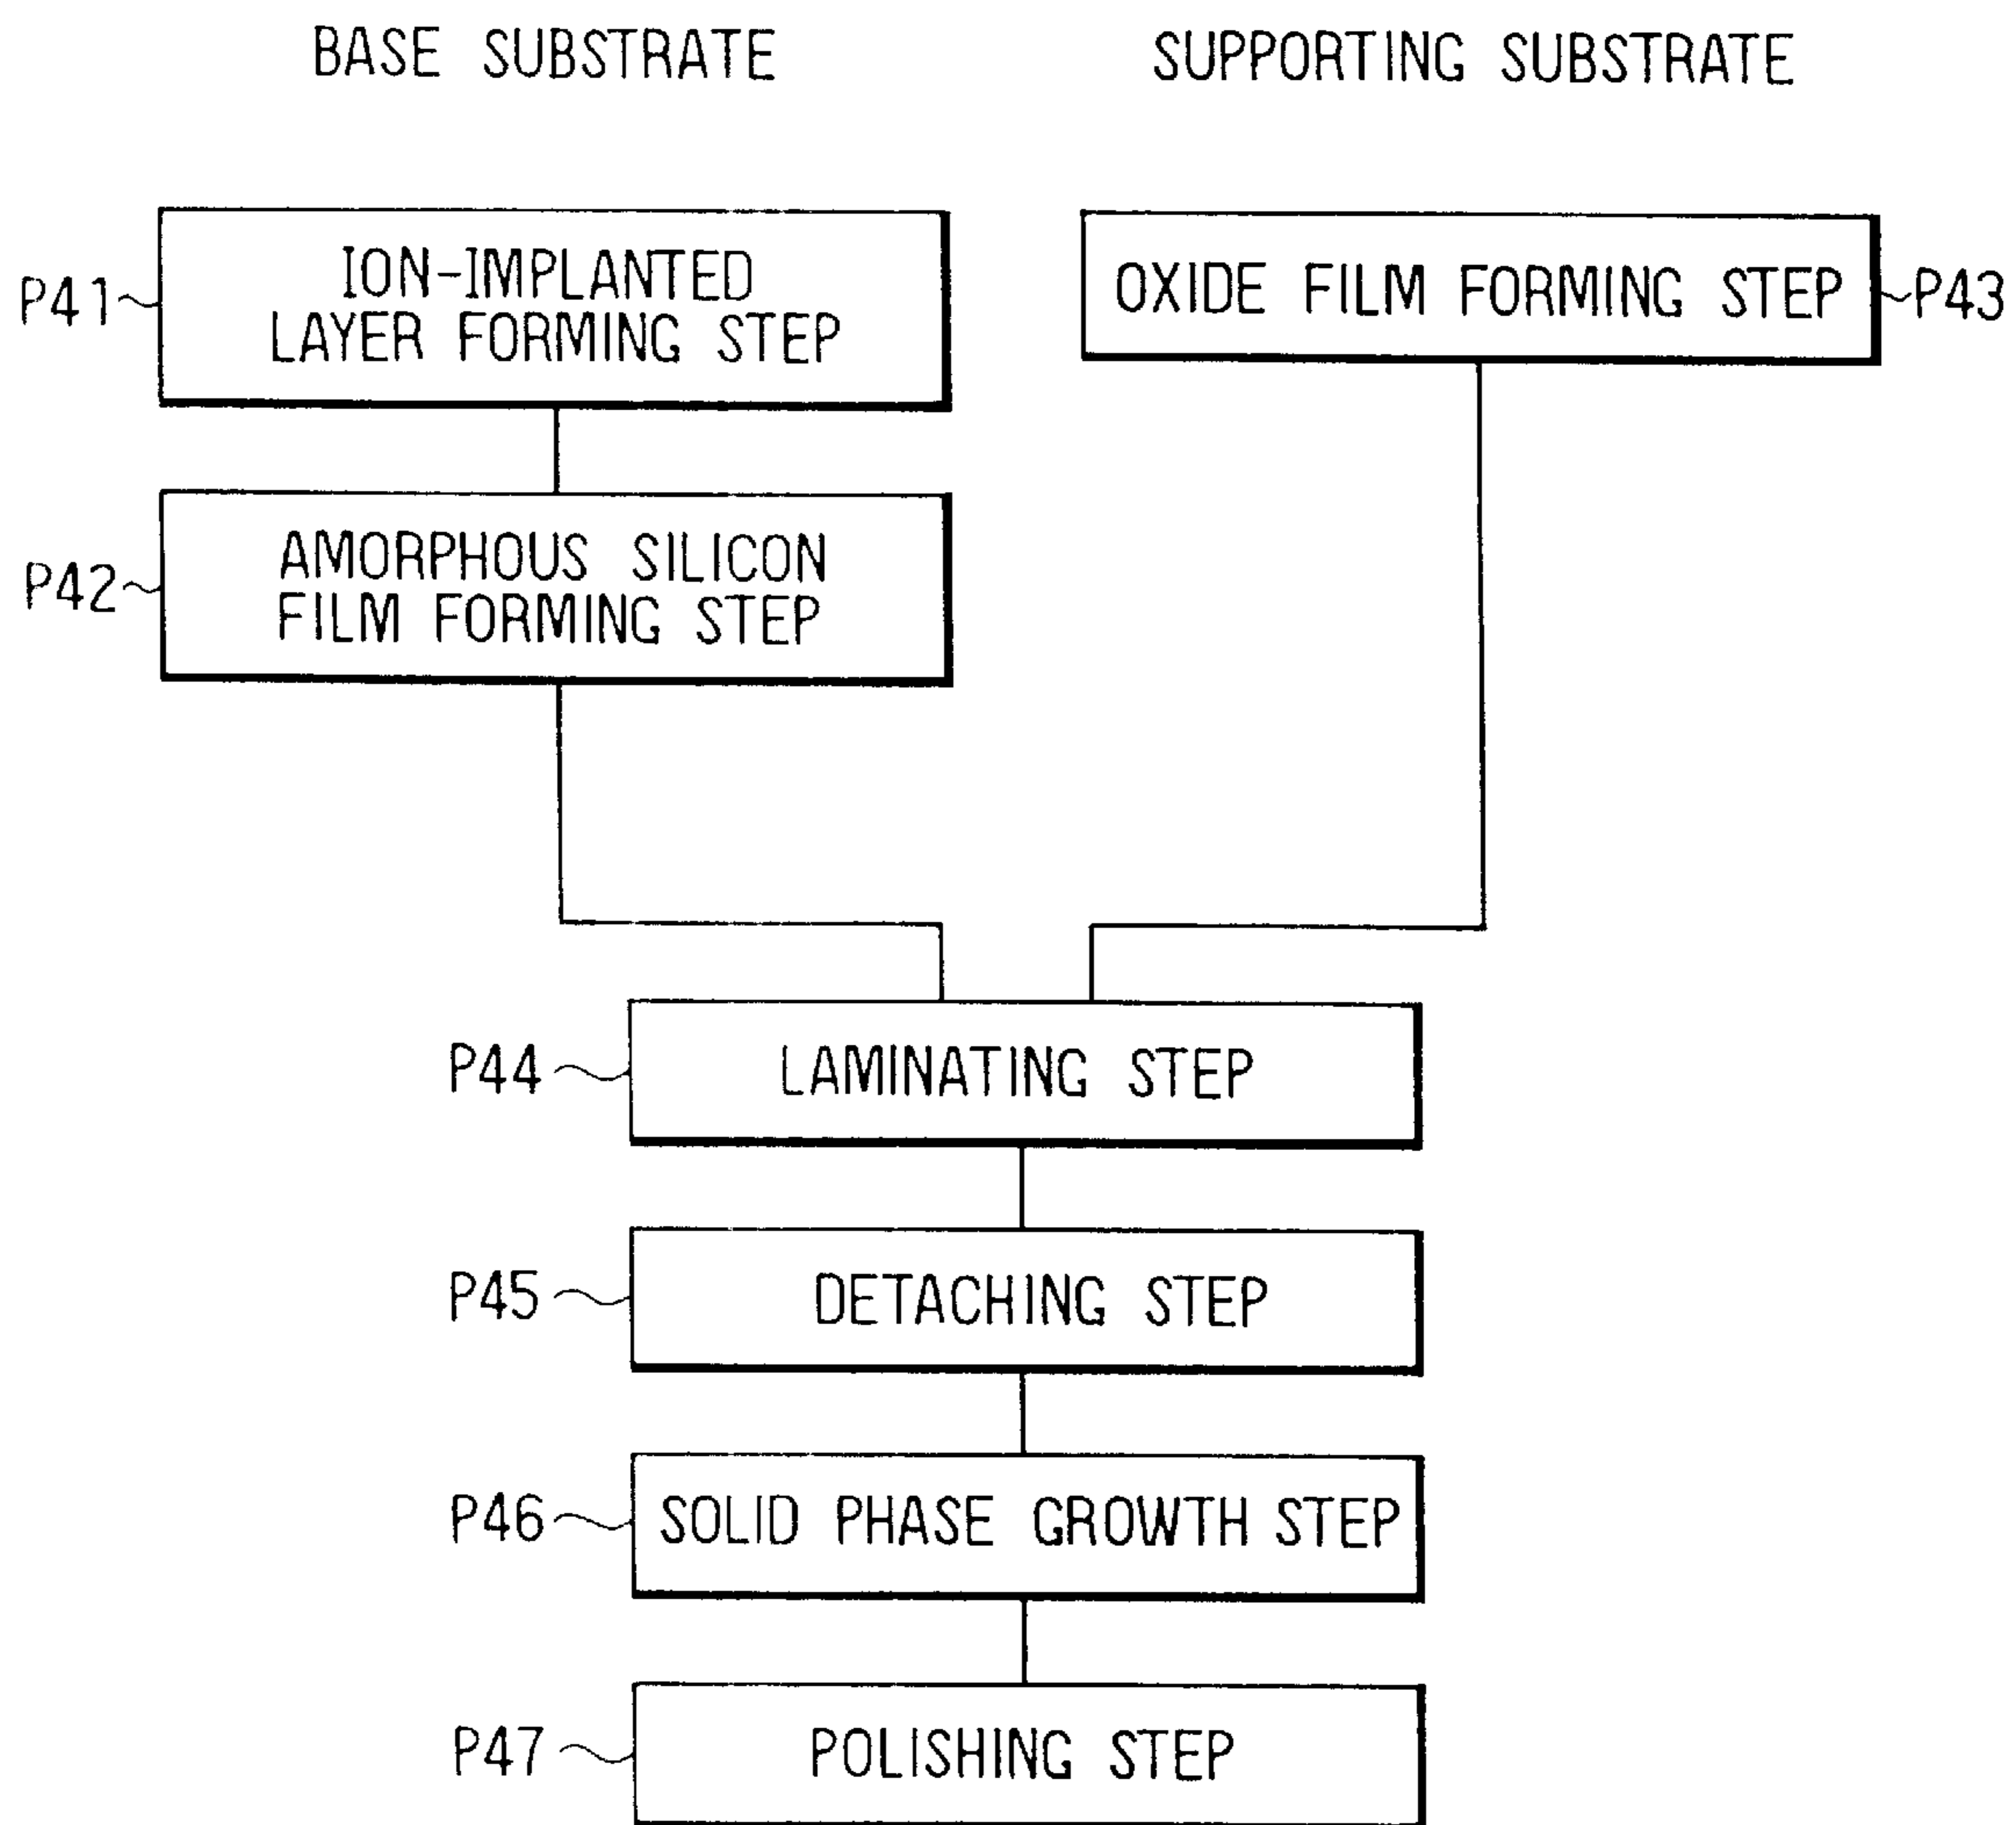 BASE SUBSTRATE
SUPPORTING SUBSTRATE
P41
ION-IMPLANTED
LAYER FORMING STEP
OXIDE FILM FORMING STEP
P43
P42
AMORPHOUS SILICON
FILM FORMING STEP
P44
LAMINATING STEP
P45
DETACHING STEP
P46
SOLID PHASE GROWTH STEP
P47
POLISHING STEP